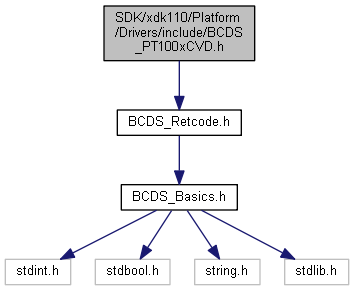 SDK/xdk110/Platform
/Drivers/include/BCDS
_PT100xCVD.h
BCDS_Retcode.h
BCDS_Basics.h
stdint.h
stdbool.h
string.h
stdlib.h